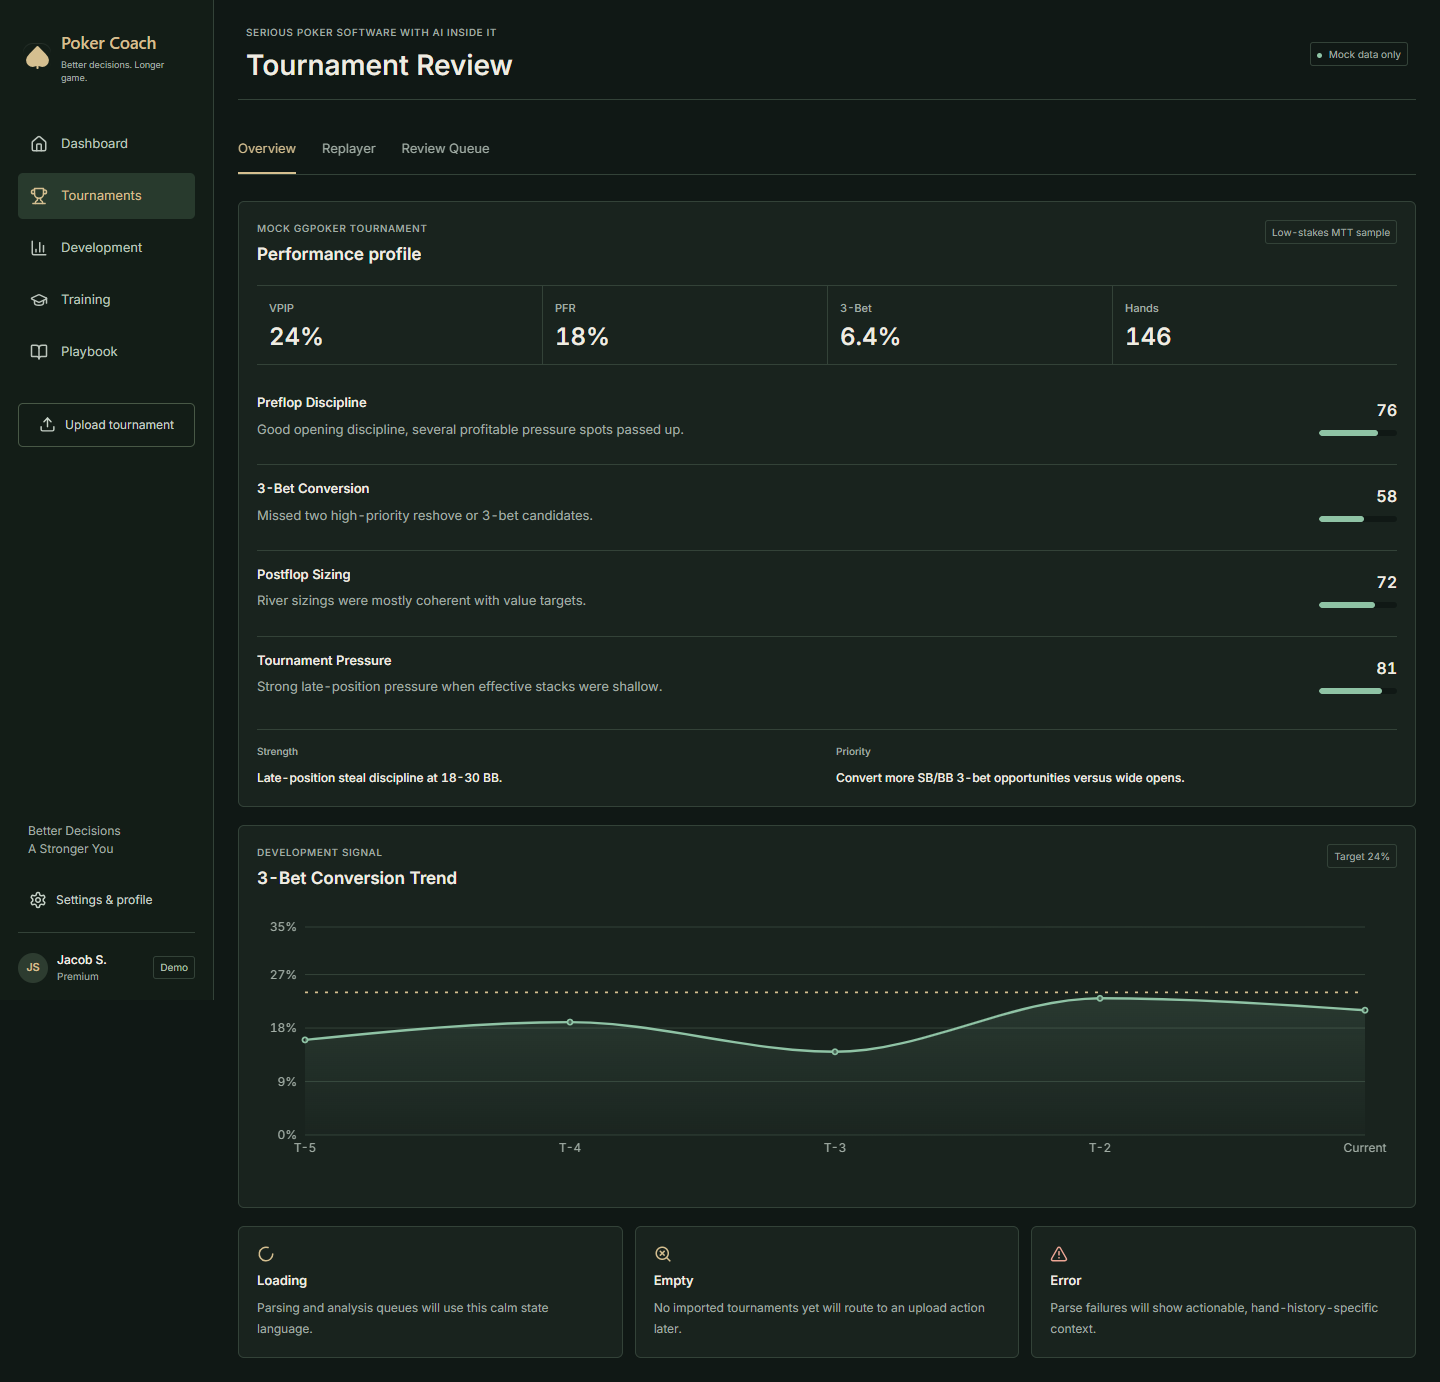 Poker Coach
Better decisions. Longer
game.
Dashboard
Tournaments
Development
Training
Playbook
Upload tournament
Better Decisions
A Stronger You
Settings & profile
JS
Jacob S.
Premium
Demo
SERIOUS POKER SOFTWARE WITH AI INSIDE IT
Tournament Review
Mock data only
Overview
Replayer
Review Queue
MOCK GGPOKER TOURNAMENT
Performance profile
Low-stakes MTT sample
VPIP
24%
PFR
18%
3-Bet
6.4%
Hands
146
Preflop Discipline
Good opening discipline, several profitable pressure spots passed up.
76
3-Bet Conversion
Missed two high-priority reshove or 3-bet candidates.
58
Postflop Sizing
River sizings were mostly coherent with value targets.
72
Tournament Pressure
Strong late-position pressure when effective stacks were shallow.
81
Strength
Late-position steal discipline at 18-30 BB.
Priority
Convert more SB/BB 3-bet opportunities versus wide opens.
DEVELOPMENT SIGNAL
3-Bet Conversion Trend
Target 24%
35%
27%
18%
9%
0%
T-5
T-4
T-3
T-2
Current
Loading
Parsing and analysis queues will use this calm state
language.
Empty
No imported tournaments yet will route to an upload action
later.
Error
Parse failures will show actionable, hand-history-specific
context.